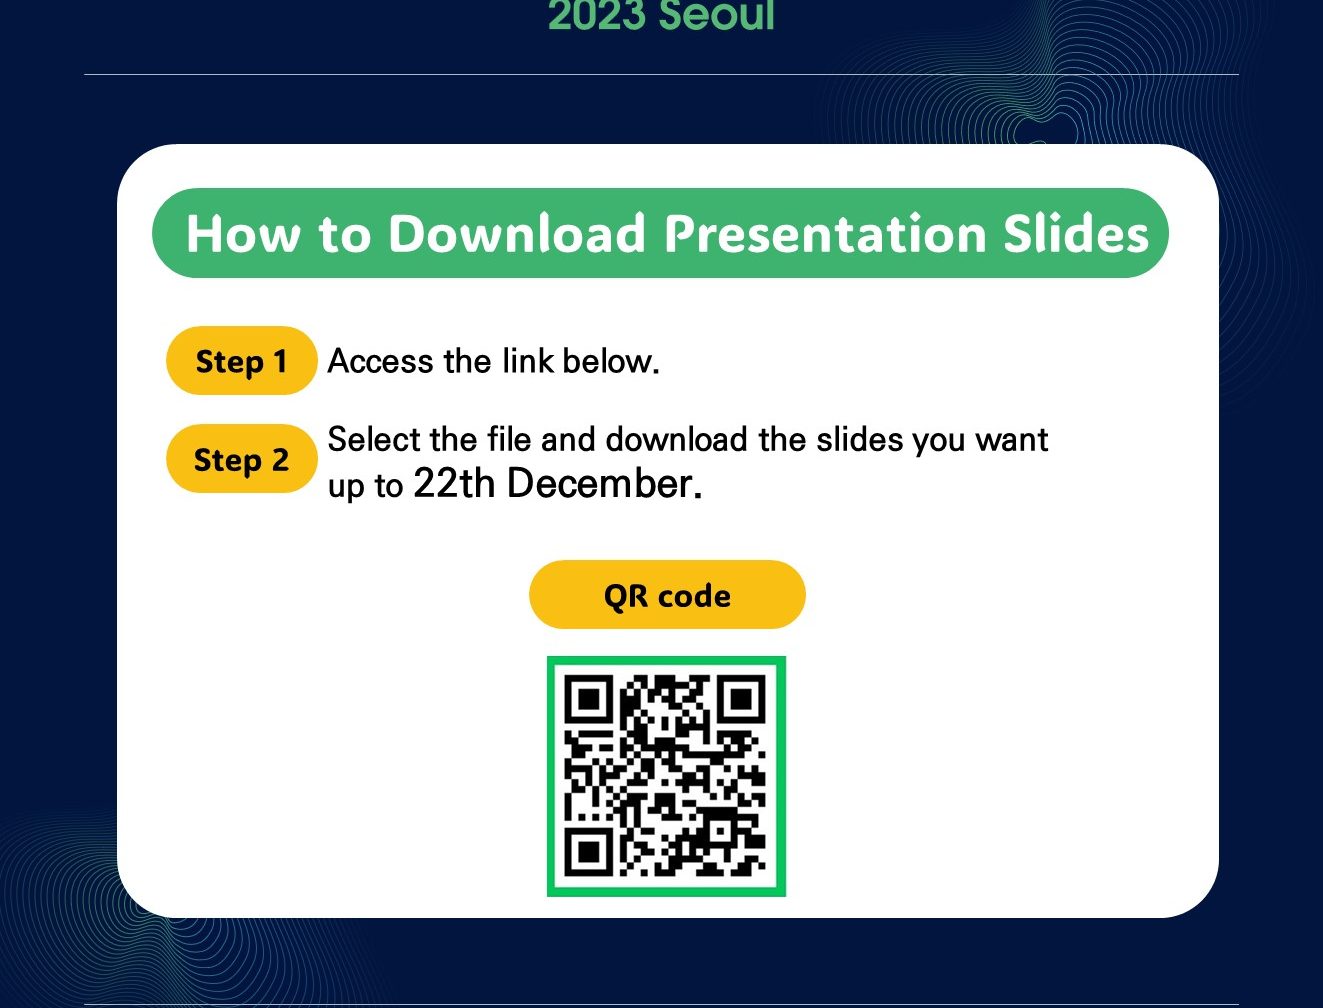 2023 Seoul
How to Download Presentation Slides
Step 1 Access the link below.
Step 2 Select the file and download the slides you want
up to 22th December.
QR code